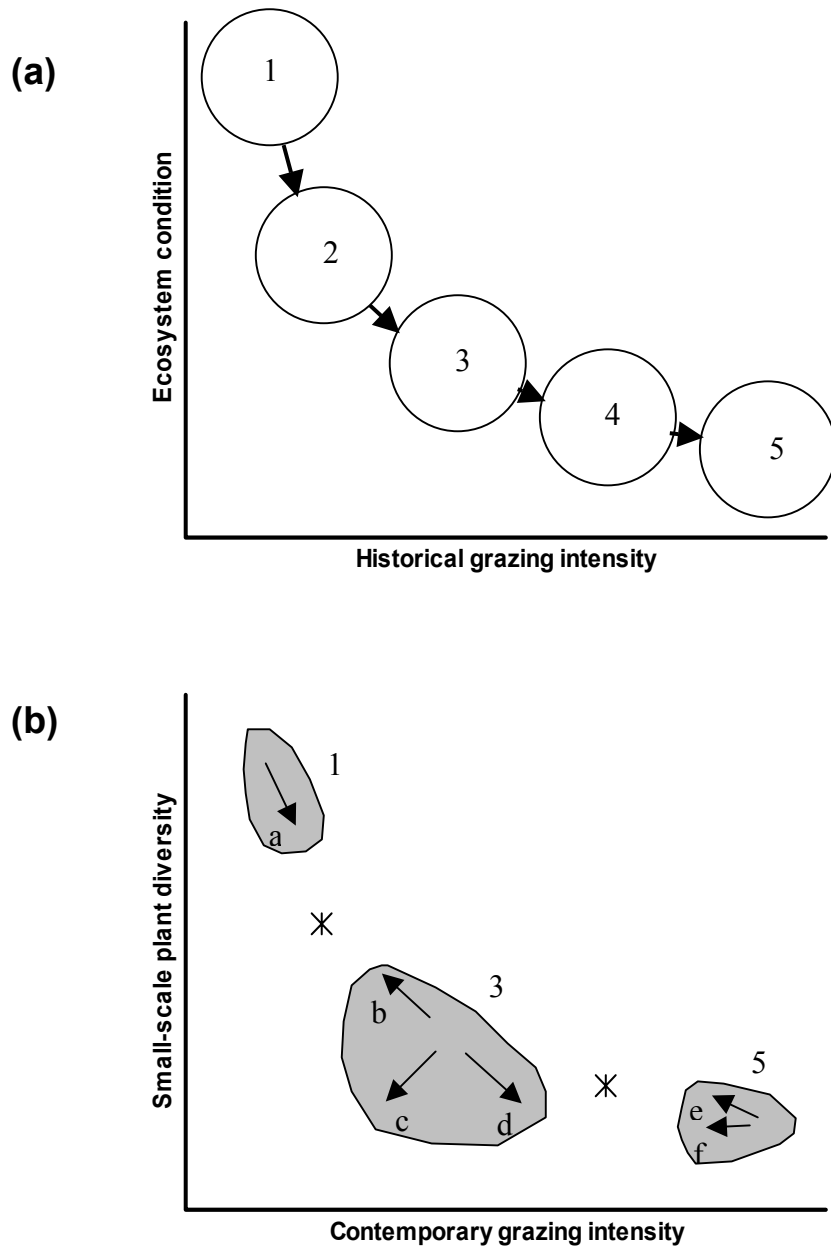 (a)
Ecosystem condition
1
2
3
4
5
Historical grazing intensity
(b)
Small-scale plant diversity
1
a
3
b
c
d
5
e
f
Contemporary grazing intensity